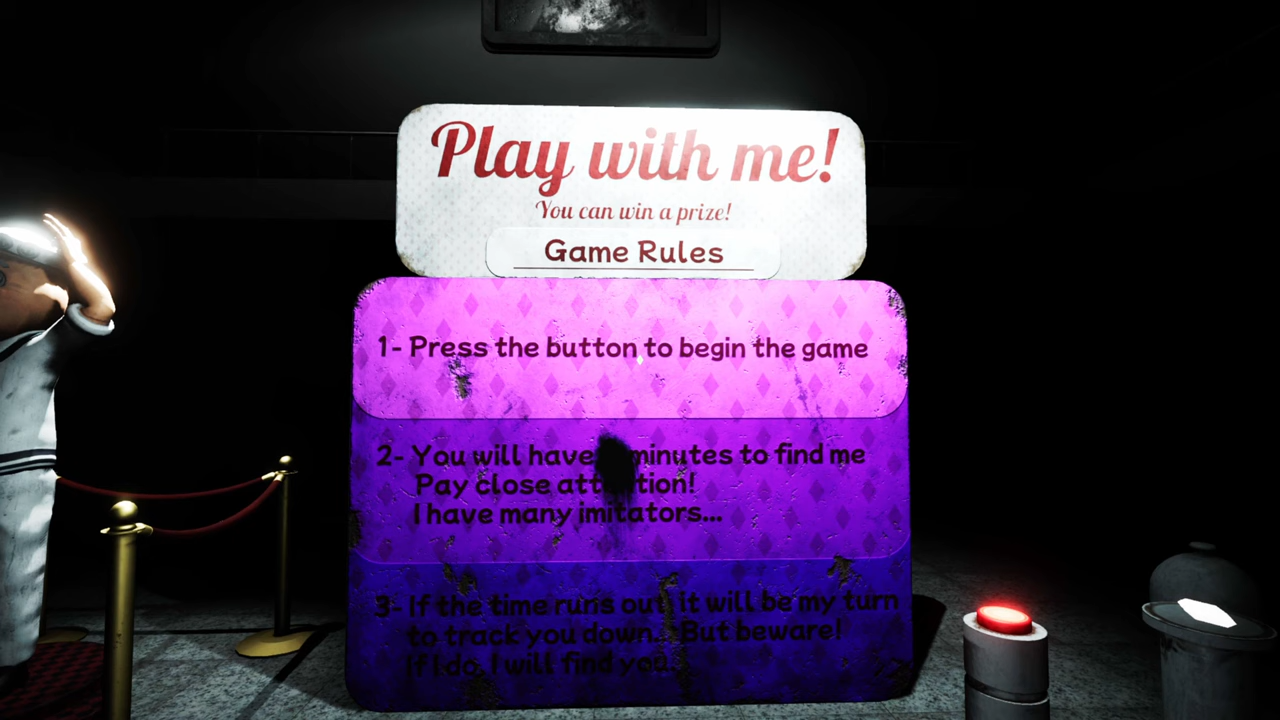 Play with me!
You can win a prize!
Game Rules
1- Press the button to begin the game
2- You will have minutes to find me
Pay close attention!
I have many imitators...
3- If the time runs out, it will be my turn
to track you down... But beware!
If I do, I will find you...